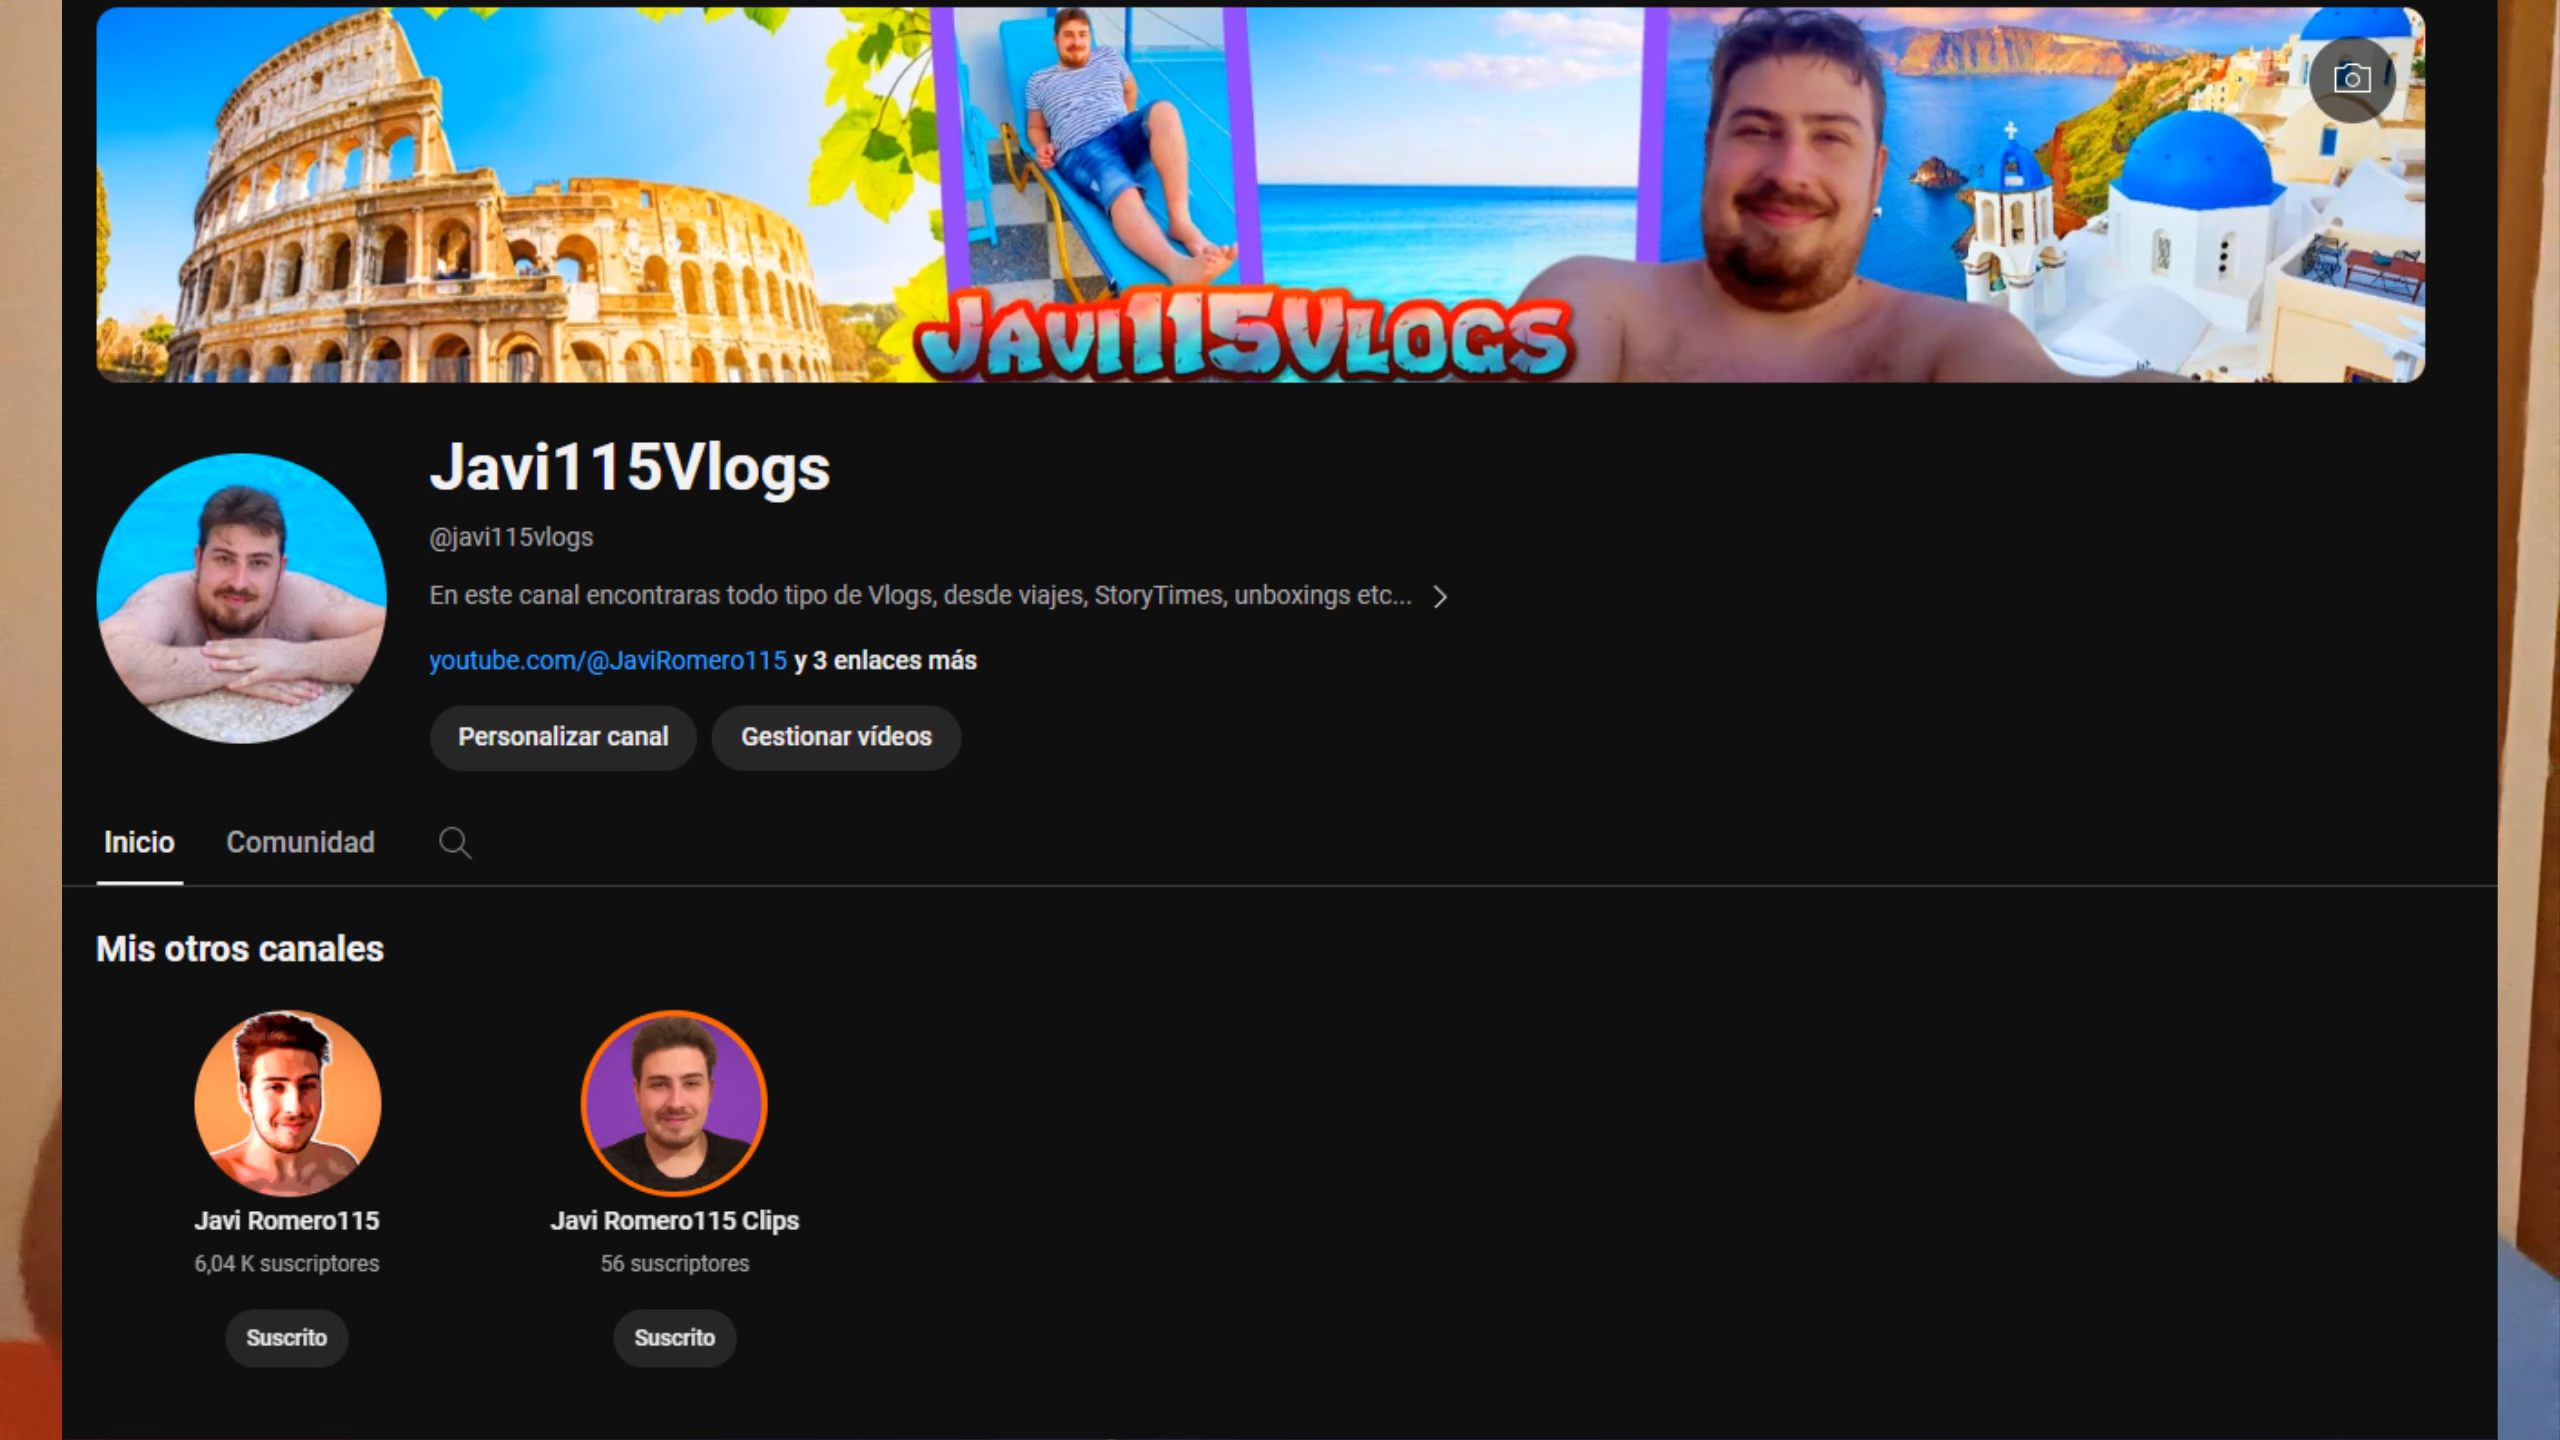 JAVI115VLOGS
Javi115Vlogs
@javi115vlogs
En este canal encontraras todo tipo de Vlogs, desde viajes, StoryTimes, unboxings etc...
youtube.com/@JaviRomero115 y 3 enlaces más
Personalizar canal Gestionar vídeos
Inicio Comunidad
Mis otros canales
Javi Romero115 Javi Romero115 Clips
6,04 K suscriptores 56 suscriptores
Suscrito Suscrito